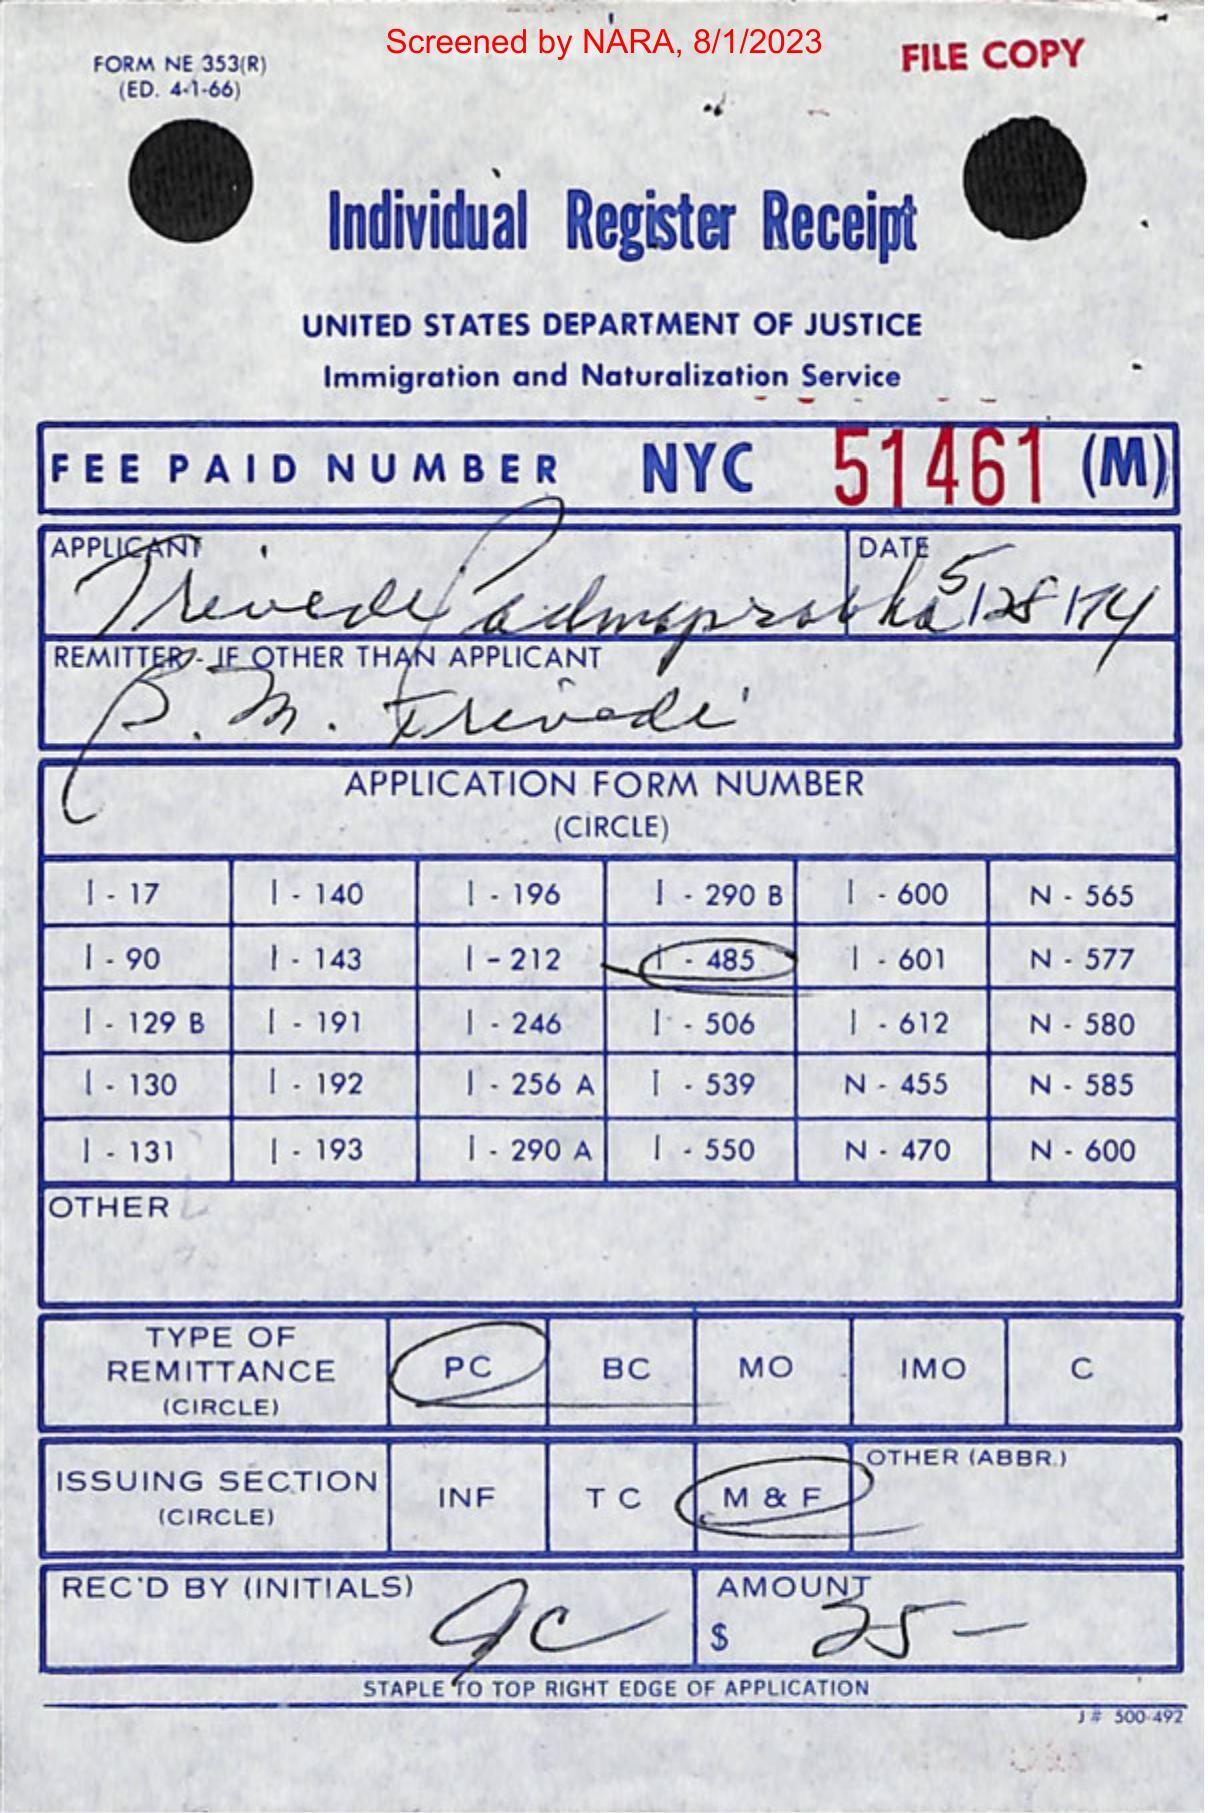 Screened by NARA, 8/1/2023
FORM NE 353(R)
(ED. 4-1-66)
FILE COPY
Individual Register Receipt
UNITED STATES DEPARTMENT OF JUSTICE
Immigration and Naturalization Service
FEE PAID NUMBER NYC 51461 (M)
APPLICANT DATE
Trivedi Padmaprabha 5/28/74
REMITTER - IF OTHER THAN APPLICANT
B. M. Trivedi
APPLICATION FORM NUMBER
(CIRCLE)
I - 17 I - 140 I - 196 I - 290 B I - 600 N - 565
I - 90 I - 143 I - 212 I - 485 I - 601 N - 577
I - 129 B I - 191 I - 246 I - 506 I - 612 N - 580
I - 130 I - 192 I - 256 A I - 539 N - 455 N - 585
I - 131 I - 193 I - 290 A I - 550 N - 470 N - 600
OTHER
TYPE OF
REMITTANCE PC BC MO IMO C
(CIRCLE)
OTHER (ABBR.)
ISSUING SECTION INF T C M & F
(CIRCLE)
REC'D BY (INITIALS) AMOUNT
JC $ 25 -
STAPLE TO TOP RIGHT EDGE OF APPLICATION
J # 500-492